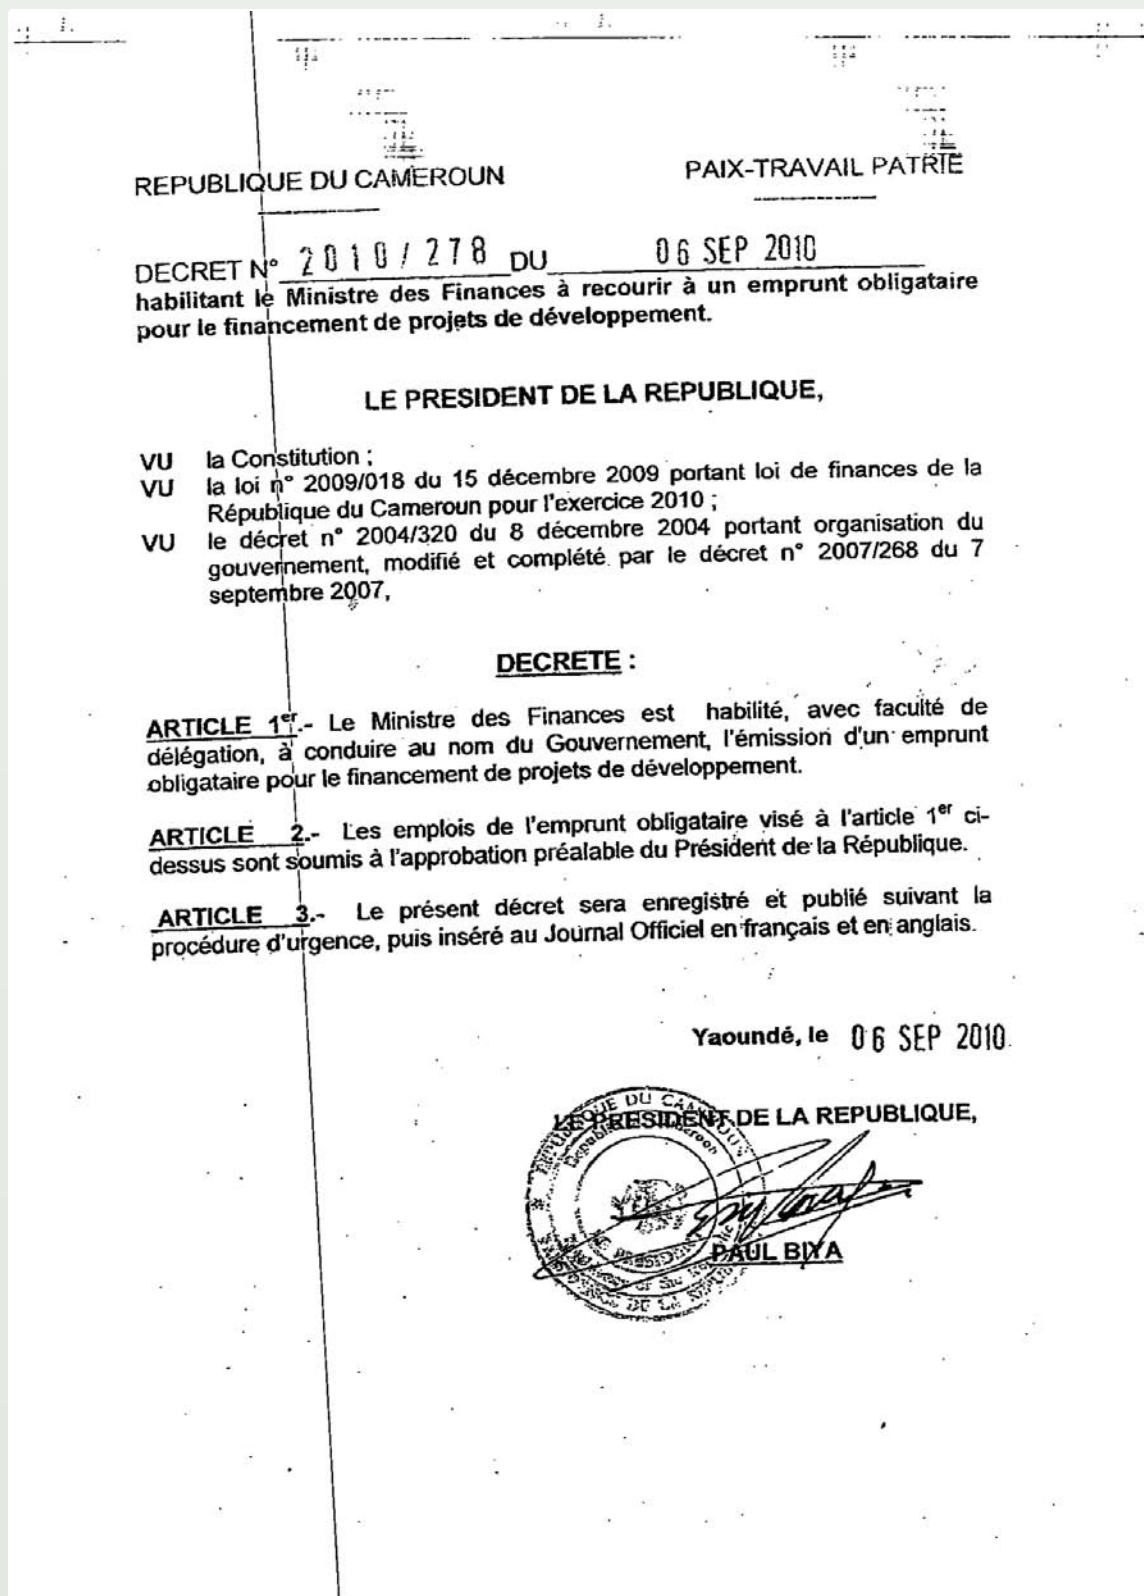 REPUBLIQUE DU CAMEROUN
PAIX-TRAVAIL PATRIE
DECRET N° 2010/278 DU 06 SEP 2010
habilitant le Ministre des Finances à recourir à un emprunt obligataire
pour le financement de projets de développement.
LE PRESIDENT DE LA REPUBLIQUE,
VU la Constitution ;
VU la loi n° 2009/018 du 15 décembre 2009 portant loi de finances de la
République du Cameroun pour l'exercice 2010 ;
VU le décret n° 2004/320 du 8 décembre 2004 portant organisation du
gouvernement, modifié et complété par le décret n° 2007/268 du 7
septembre 2007,
DECRETE :
ARTICLE 1er.- Le Ministre des Finances est habilité, avec faculté de
délégation, à conduire au nom du Gouvernement, l'émission d'un emprunt
obligataire pour le financement de projets de développement.
ARTICLE 2.- Les emplois de l'emprunt obligataire visé à l'article 1er ci-
dessus sont soumis à l'approbation préalable du Président de la République.
ARTICLE 3.- Le présent décret sera enregistré et publié suivant la
procédure d'urgence, puis inséré au Journal Officiel en français et en anglais.
Yaoundé, le 06 SEP 2010
LE PRESIDENT DE LA REPUBLIQUE,
PAUL BIYA